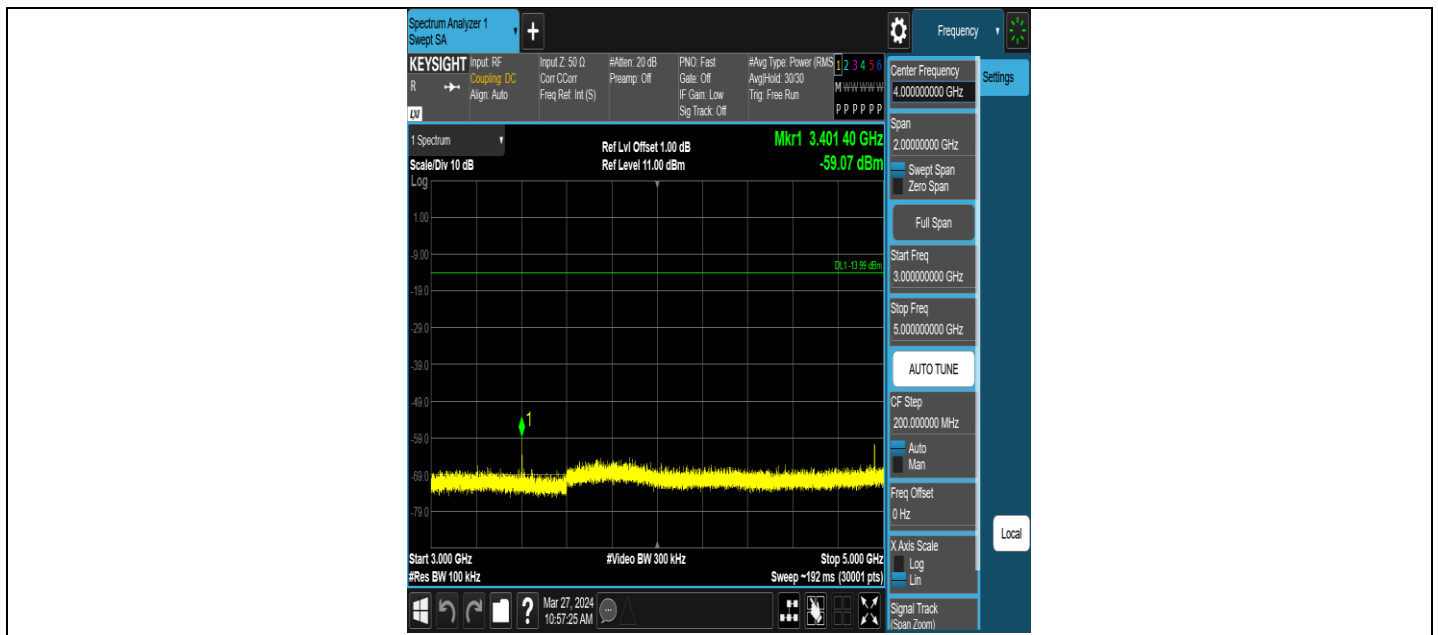 Spectrum Analyzer 1
Swept SA
+
Frequency
KEYSIGHT
R
LXI
Input: RF
Coupling: DC
Align: Auto
Input Z: 50 Ω
Corr CCorr
Freq Ref: Int (S)
#Atten: 20 dB
Preamp: Off
PNO: Fast
Gate: Off
IF Gain: Low
Sig Track: Off
#Avg Type: Power (RMS
Avg|Hold: 30/30
Trig: Free Run
1 2 3 4 5 6
M W W W W W
P P P P P P
1 Spectrum
Scale/Div 10 dB
Log
Ref Lvl Offset 1.00 dB
Ref Level 11.00 dBm
Mkr1 3.401 40 GHz
-59.07 dBm
1.00
-9.00
DL1 -13.99 dBm
-19.0
-29.0
-39.0
-49.0
1
-59.0
-69.0
-79.0
Start 3.000 GHz
#Video BW 300 kHz
Stop 5.000 GHz
#Res BW 100 kHz
Sweep ~192 ms (30001 pts)
Center Frequency
4.000000000 GHz
Settings
Span
2.00000000 GHz
Swept Span
Zero Span
Full Span
Start Freq
3.000000000 GHz
Stop Freq
5.000000000 GHz
AUTO TUNE
CF Step
200.000000 MHz
Auto
Man
Freq Offset
0 Hz
X Axis Scale
Log
Lin
Local
Signal Track
(Span Zoom)
?
Mar 27, 2024
10:57:25 AM